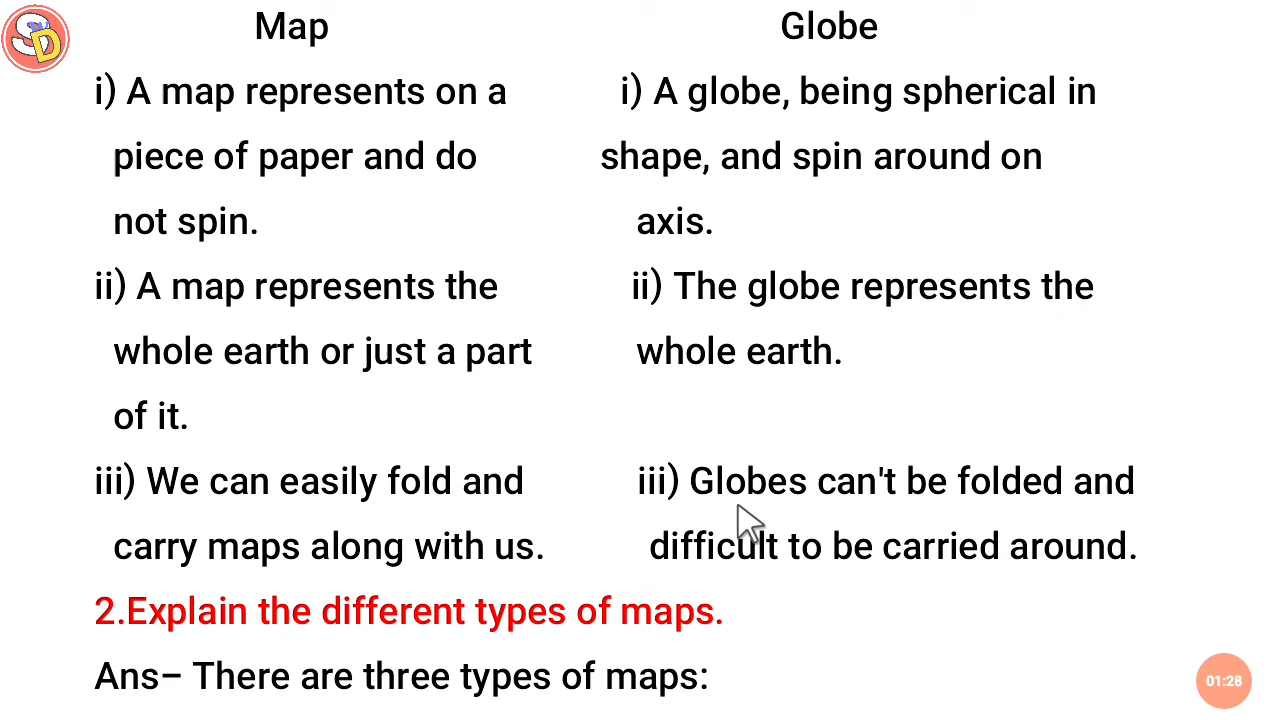 SD
Map Globe
i) A map represents on a i) A globe, being spherical in
piece of paper and do shape, and spin around on
not spin. axis.
ii) A map represents the ii) The globe represents the
whole earth or just a part whole earth.
of it.
iii) We can easily fold and iii) Globes can't be folded and
carry maps along with us. difficult to be carried around.
2.Explain the different types of maps.
Ans– There are three types of maps:
01:28